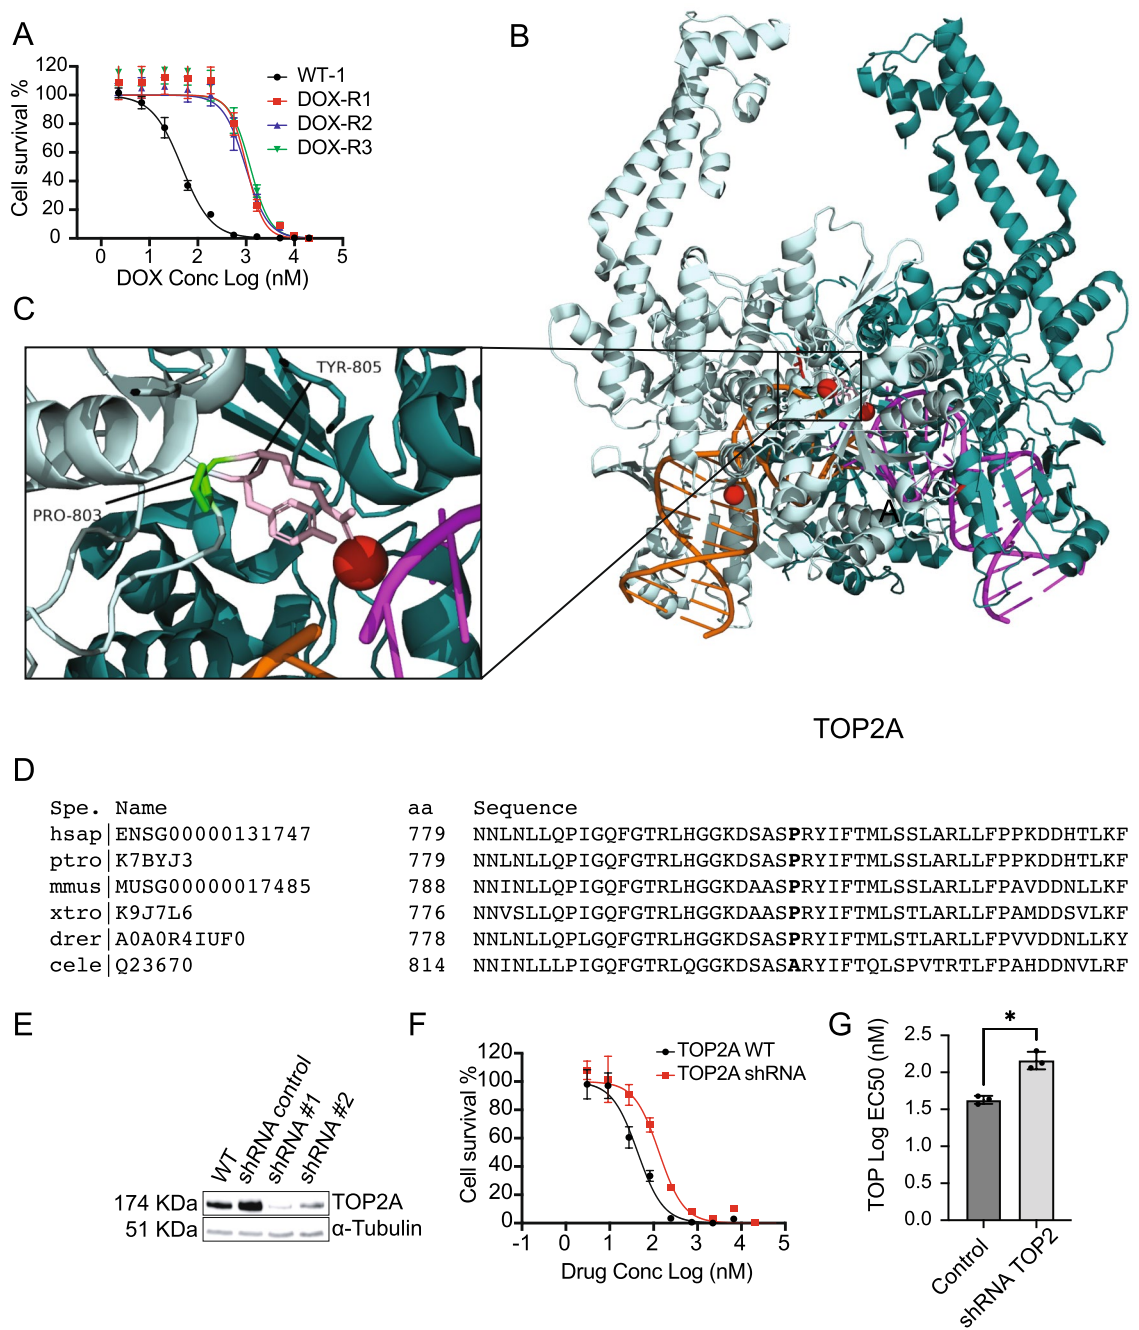 A
120
100
80
60
40
20
0
Cell survival %
0 1 2 3 4 5
DOX Conc Log (nM)
WT-1
DOX-R1
DOX-R2
DOX-R3
B
A
TOP2A
C
TYR-805
PRO-803
D
Spe. Name aa Sequence
hsap|ENSG00000131747 779 NNLNLLQPIGQFGTRLHGGKDSASPRYIFTMLSSLARLLFPPKDDHTLKF
ptro|K7BYJ3 779 NNLNLLQPIGQFGTRLHGGKDSASPRYIFTMLSSLARLLFPPKDDHTLKF
mmus|MUSG00000017485 788 NNINLLQPIGQFGTRLHGGKDAASPRYIFTMLSSLARLLFPAVDDNLLKF
xtro|K9J7L6 776 NNVSLLQPIGQFGTRLHGGKDAASPRYIFTMLSTLARLLFPAMDDSVLKF
drer|A0A0R4IUF0 778 NNLNLLQPLGQFGTRLHGGKDSASPRYIFTMLSTLARLLFPVVDDNLLKY
cele|Q23670 814 NNINLLLPIGQFGTRLQGGKDSASARYIFTQLSPVTRTLFPAHDDNVLRF
E
WT
shRNA control
shRNA #1
shRNA #2
174 KDa TOP2A
51 KDa α-Tubulin
F
120
100
80
60
40
20
0
Cell survival %
-1 0 1 2 3 4 5
Drug Conc Log (nM)
TOP2A WT
TOP2A shRNA
G
*
2.5
2.0
1.5
1.0
0.5
0.0
TOP Log EC50 (nM)
Control
shRNA TOP2